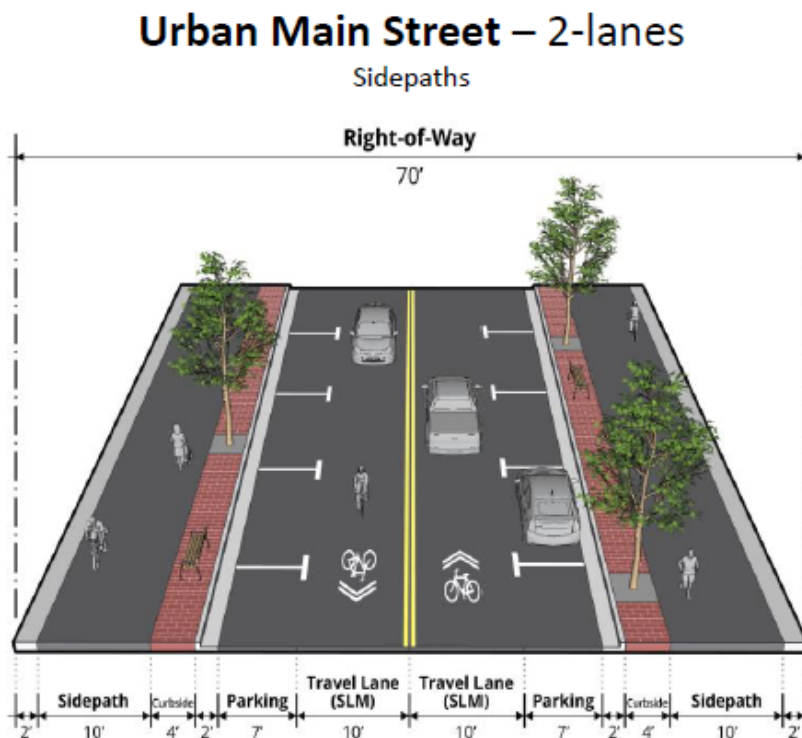 Urban Main Street – 2-lanes
Sidepaths
Right-of-Way
70'
Sidepath Curbside Parking Travel Lane (SLM) Travel Lane (SLM) Parking Curbside Sidepath
2' 10' 4' 2' 7' 10' 10' 7' 2' 4' 10' 2'